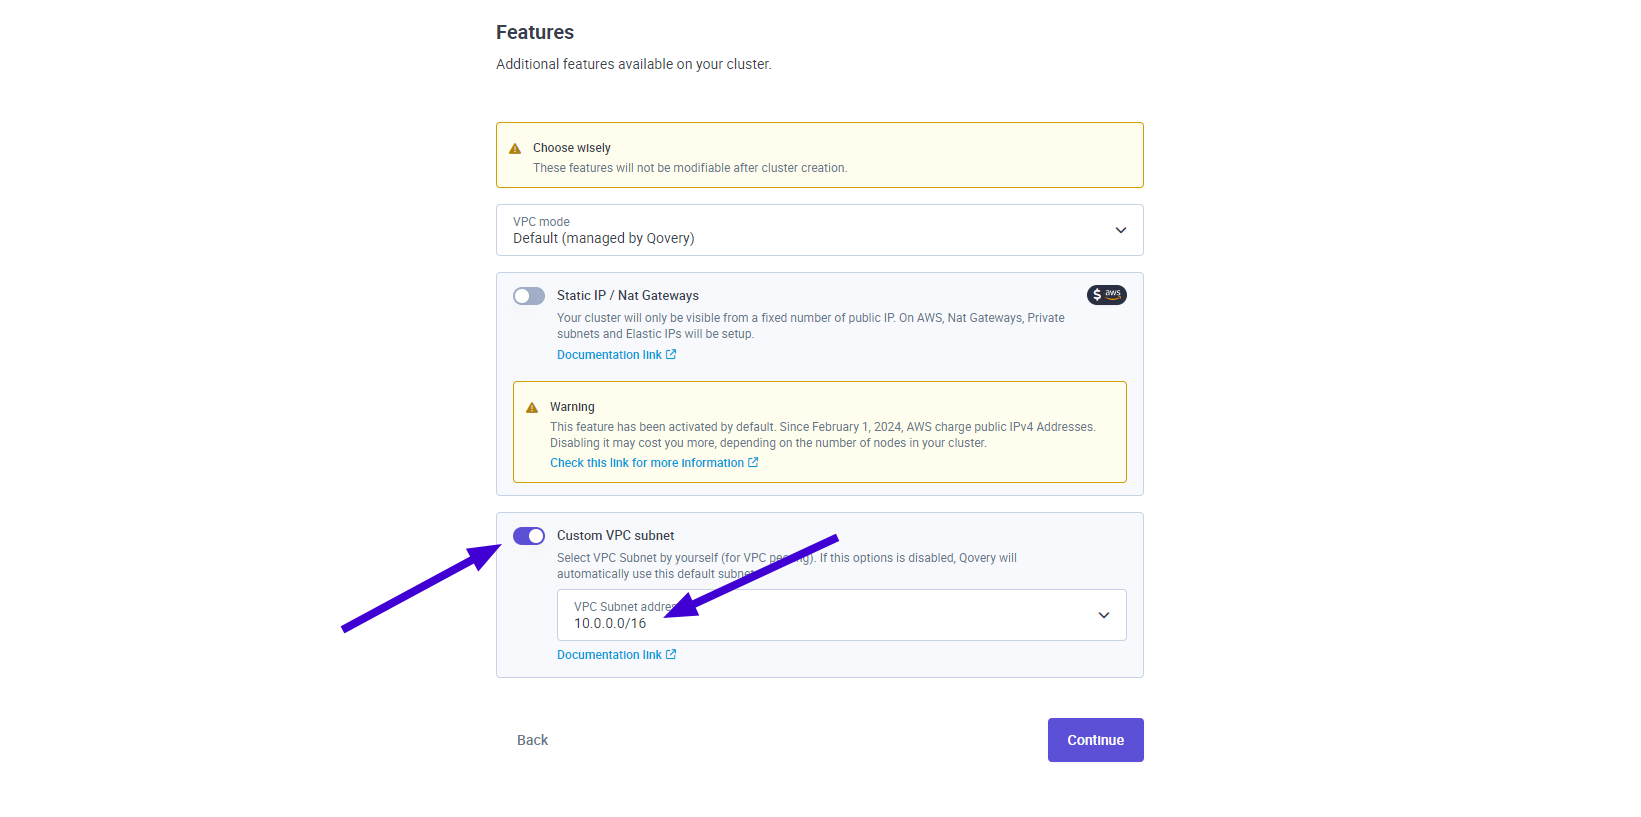 Features
Additional features available on your cluster.
Choose wisely
These features will not be modifiable after cluster creation.
VPC mode
Default (managed by Qovery)
Static IP / Nat Gateways
$ aws
Your cluster will only be visible from a fixed number of public IP. On AWS, Nat Gateways, Private
subnets and Elastic IPs will be setup.
Documentation link
Warning
This feature has been activated by default. Since February 1, 2024, AWS charge public IPv4 Addresses.
Disabling it may cost you more, depending on the number of nodes in your cluster.
Check this link for more information
Custom VPC subnet
Select VPC Subnet by yourself (for VPC If this options is disabled, Qovery will
automatically use this default subnet
VPC Subnet
10.0.0.0/16
Documentation link
Back
Continue